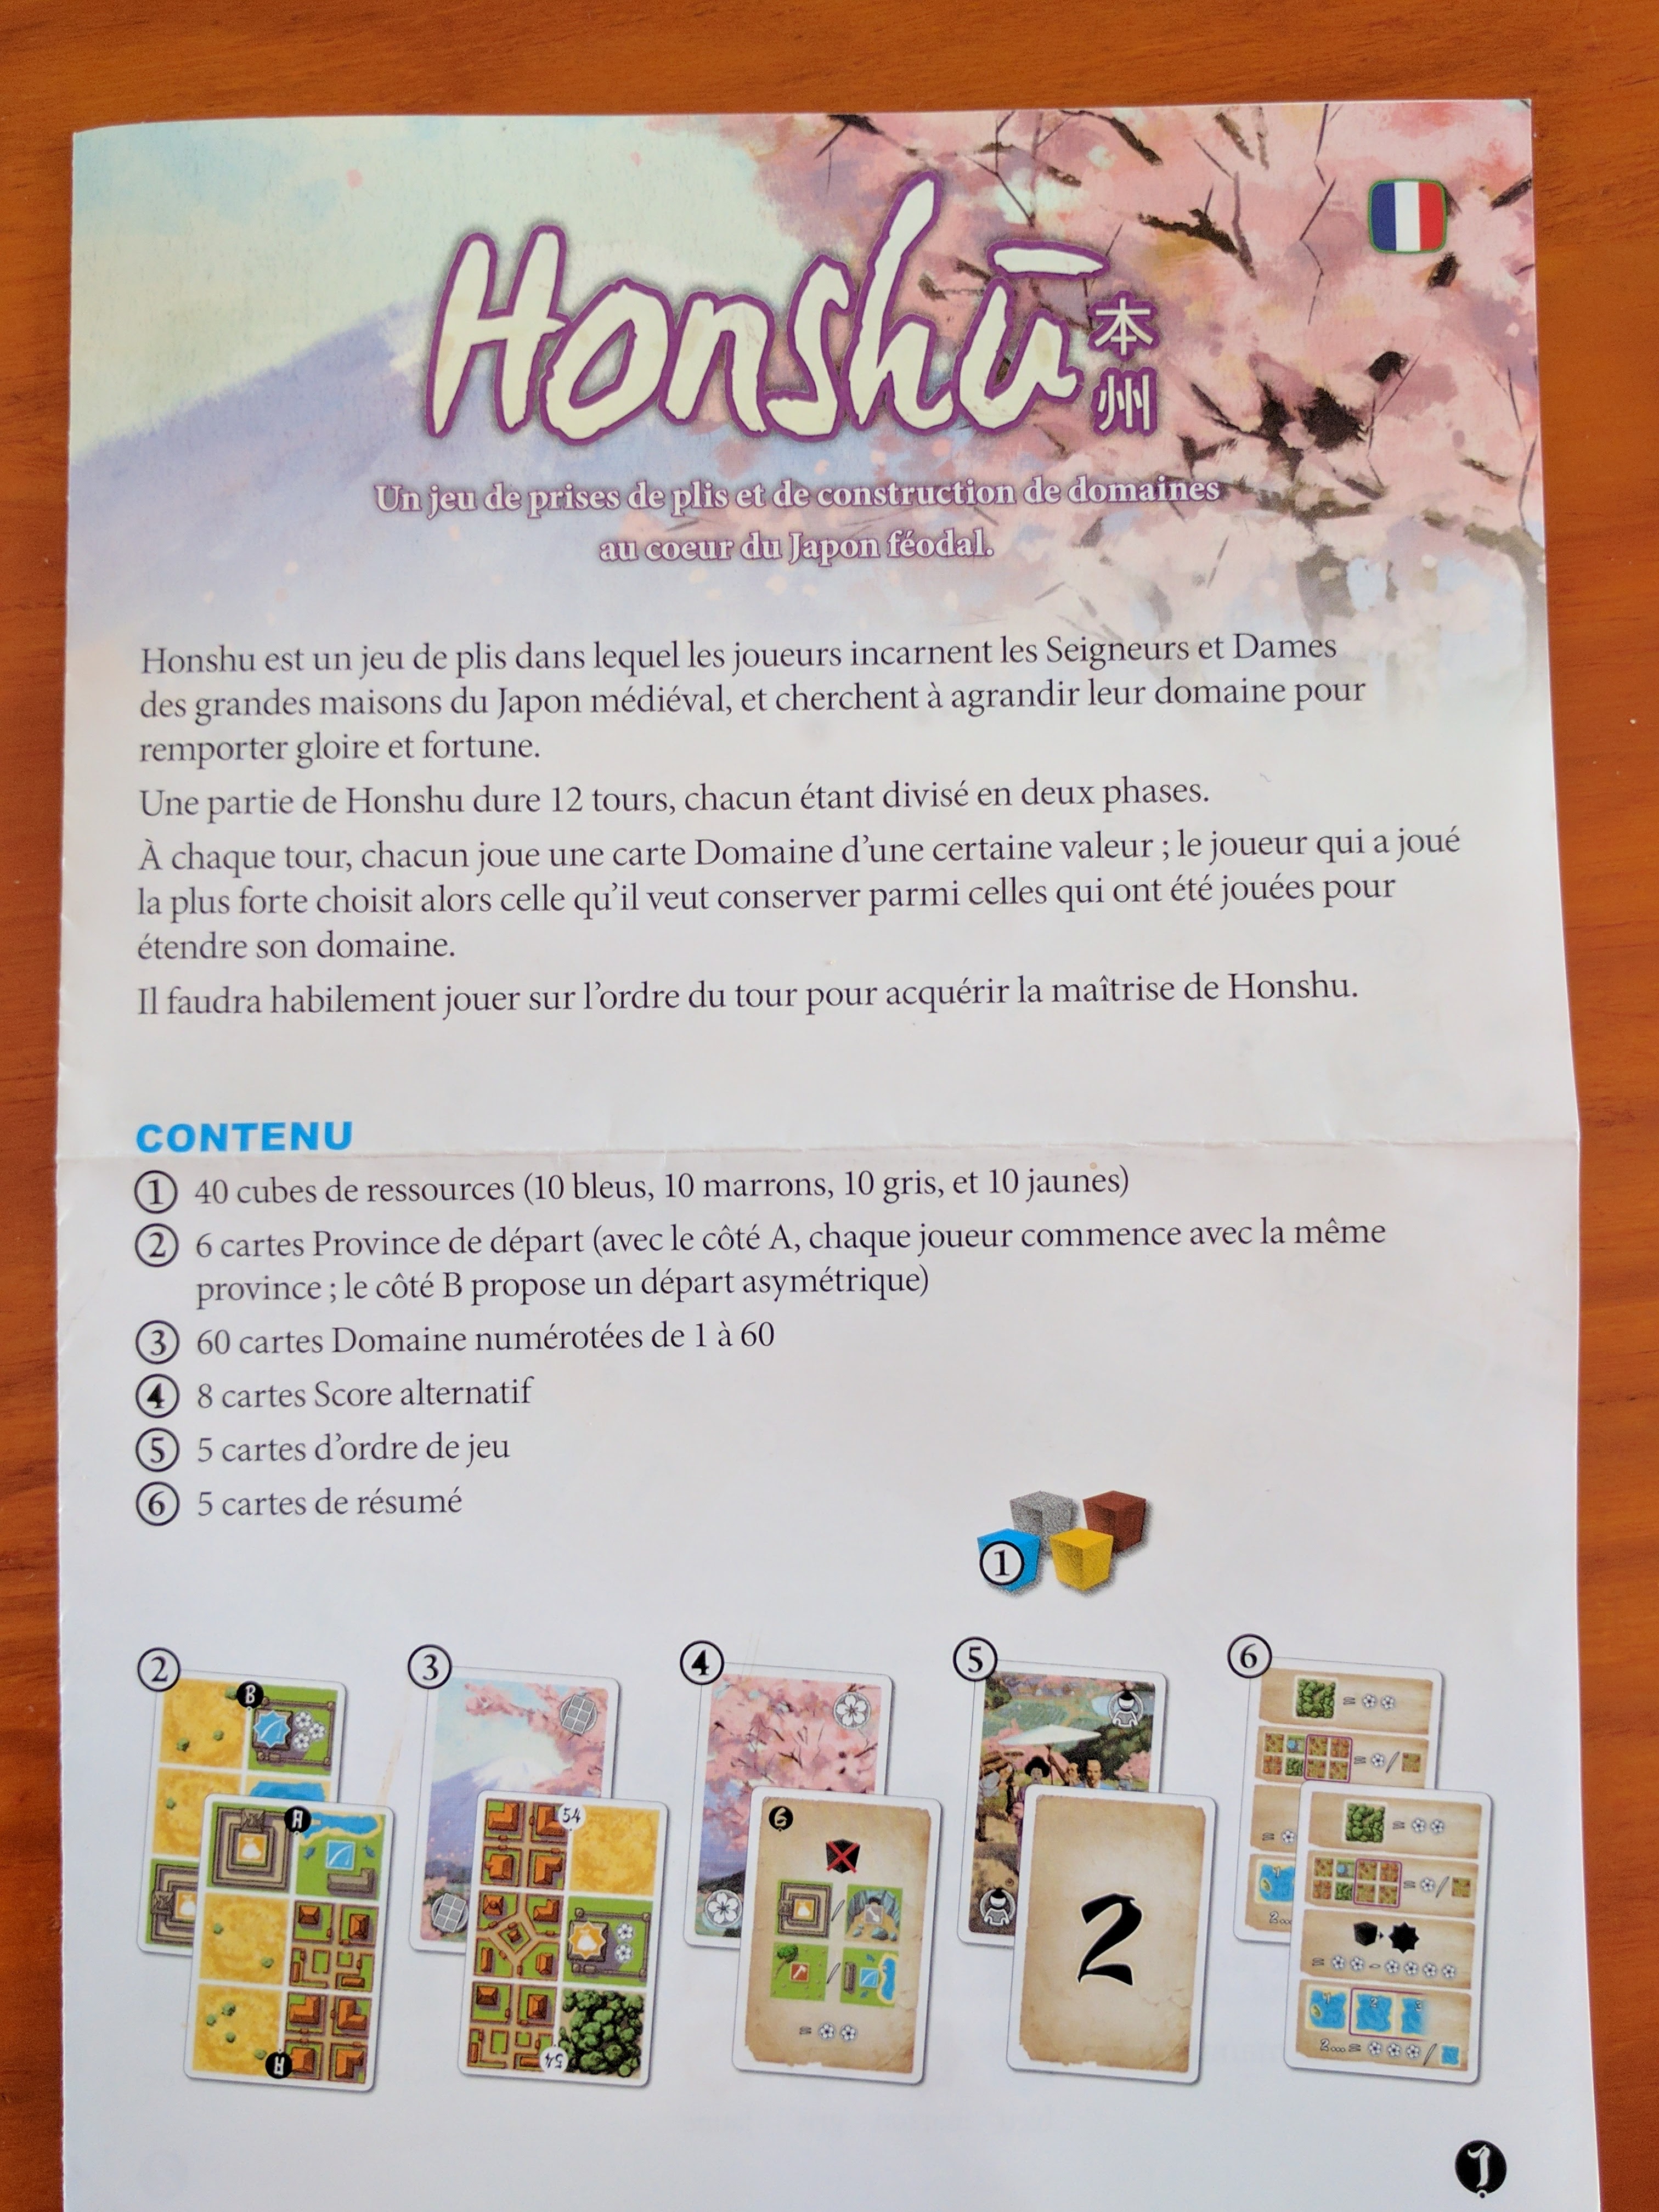 Honshū
本
州
Un jeu de prises de plis et de construction de domaines
au coeur du Japon féodal.
Honshu est un jeu de plis dans lequel les joueurs incarnent les Seigneurs et Dames
des grandes maisons du Japon médiéval, et cherchent à agrandir leur domaine pour
remporter gloire et fortune.
Une partie de Honshu dure 12 tours, chacun étant divisé en deux phases.
À chaque tour, chacun joue une carte Domaine d'une certaine valeur ; le joueur qui a joué
la plus forte choisit alors celle qu'il veut conserver parmi celles qui ont été jouées pour
étendre son domaine.
Il faudra habilement jouer sur l'ordre du tour pour acquérir la maîtrise de Honshu.
CONTENU
1 40 cubes de ressources (10 bleus, 10 marrons, 10 gris, et 10 jaunes)
2 6 cartes Province de départ (avec le côté A, chaque joueur commence avec la même
province ; le côté B propose un départ asymétrique)
3 60 cartes Domaine numérotées de 1 à 60
4 8 cartes Score alternatif
5 5 cartes d'ordre de jeu
6 5 cartes de résumé
1
2
3
4
5
6
B
A
A
54
54
6
=
2
=
= /
=
2...
=
= /
= -
1 2 3
2... = /
1